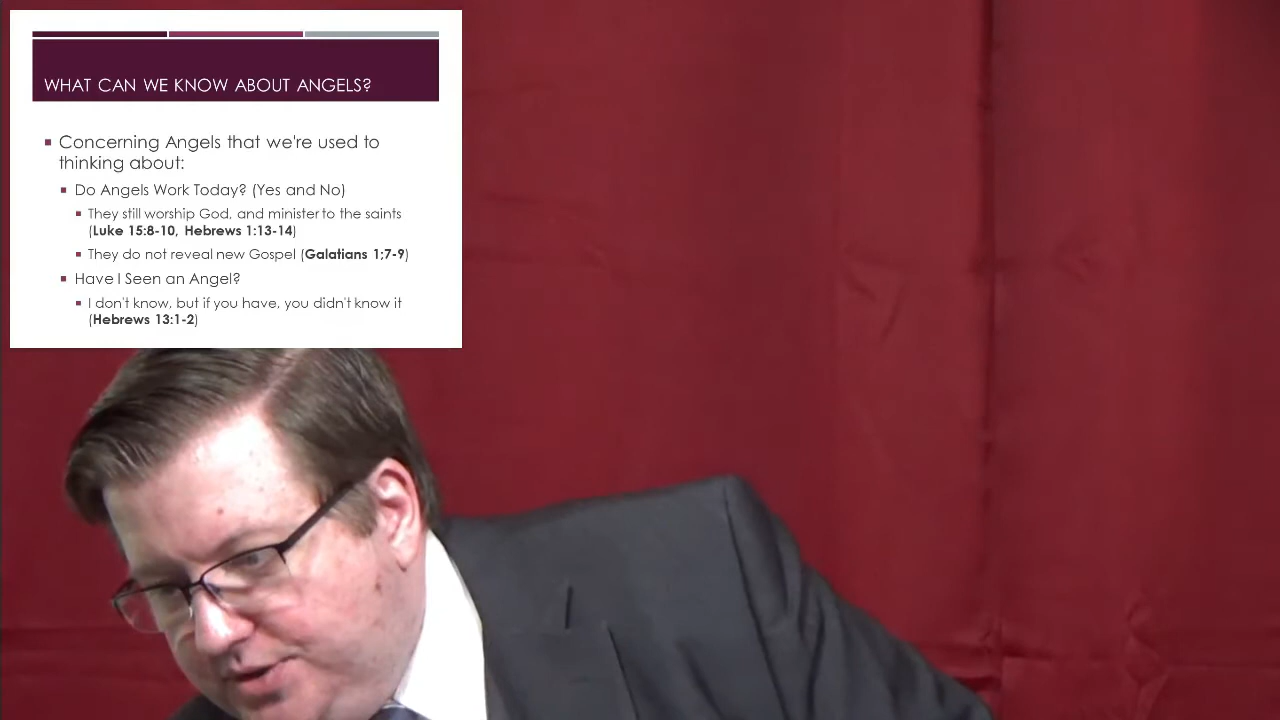 WHAT CAN WE KNOW ABOUT ANGELS?
Concerning Angels that we're used to
thinking about:
Do Angels Work Today? (Yes and No)
They still worship God, and minister to the saints
(Luke 15:8-10, Hebrews 1:13-14)
They do not reveal new Gospel (Galatians 1;7-9)
Have I Seen an Angel?
I don't know, but if you have, you didn't know it
(Hebrews 13:1-2)